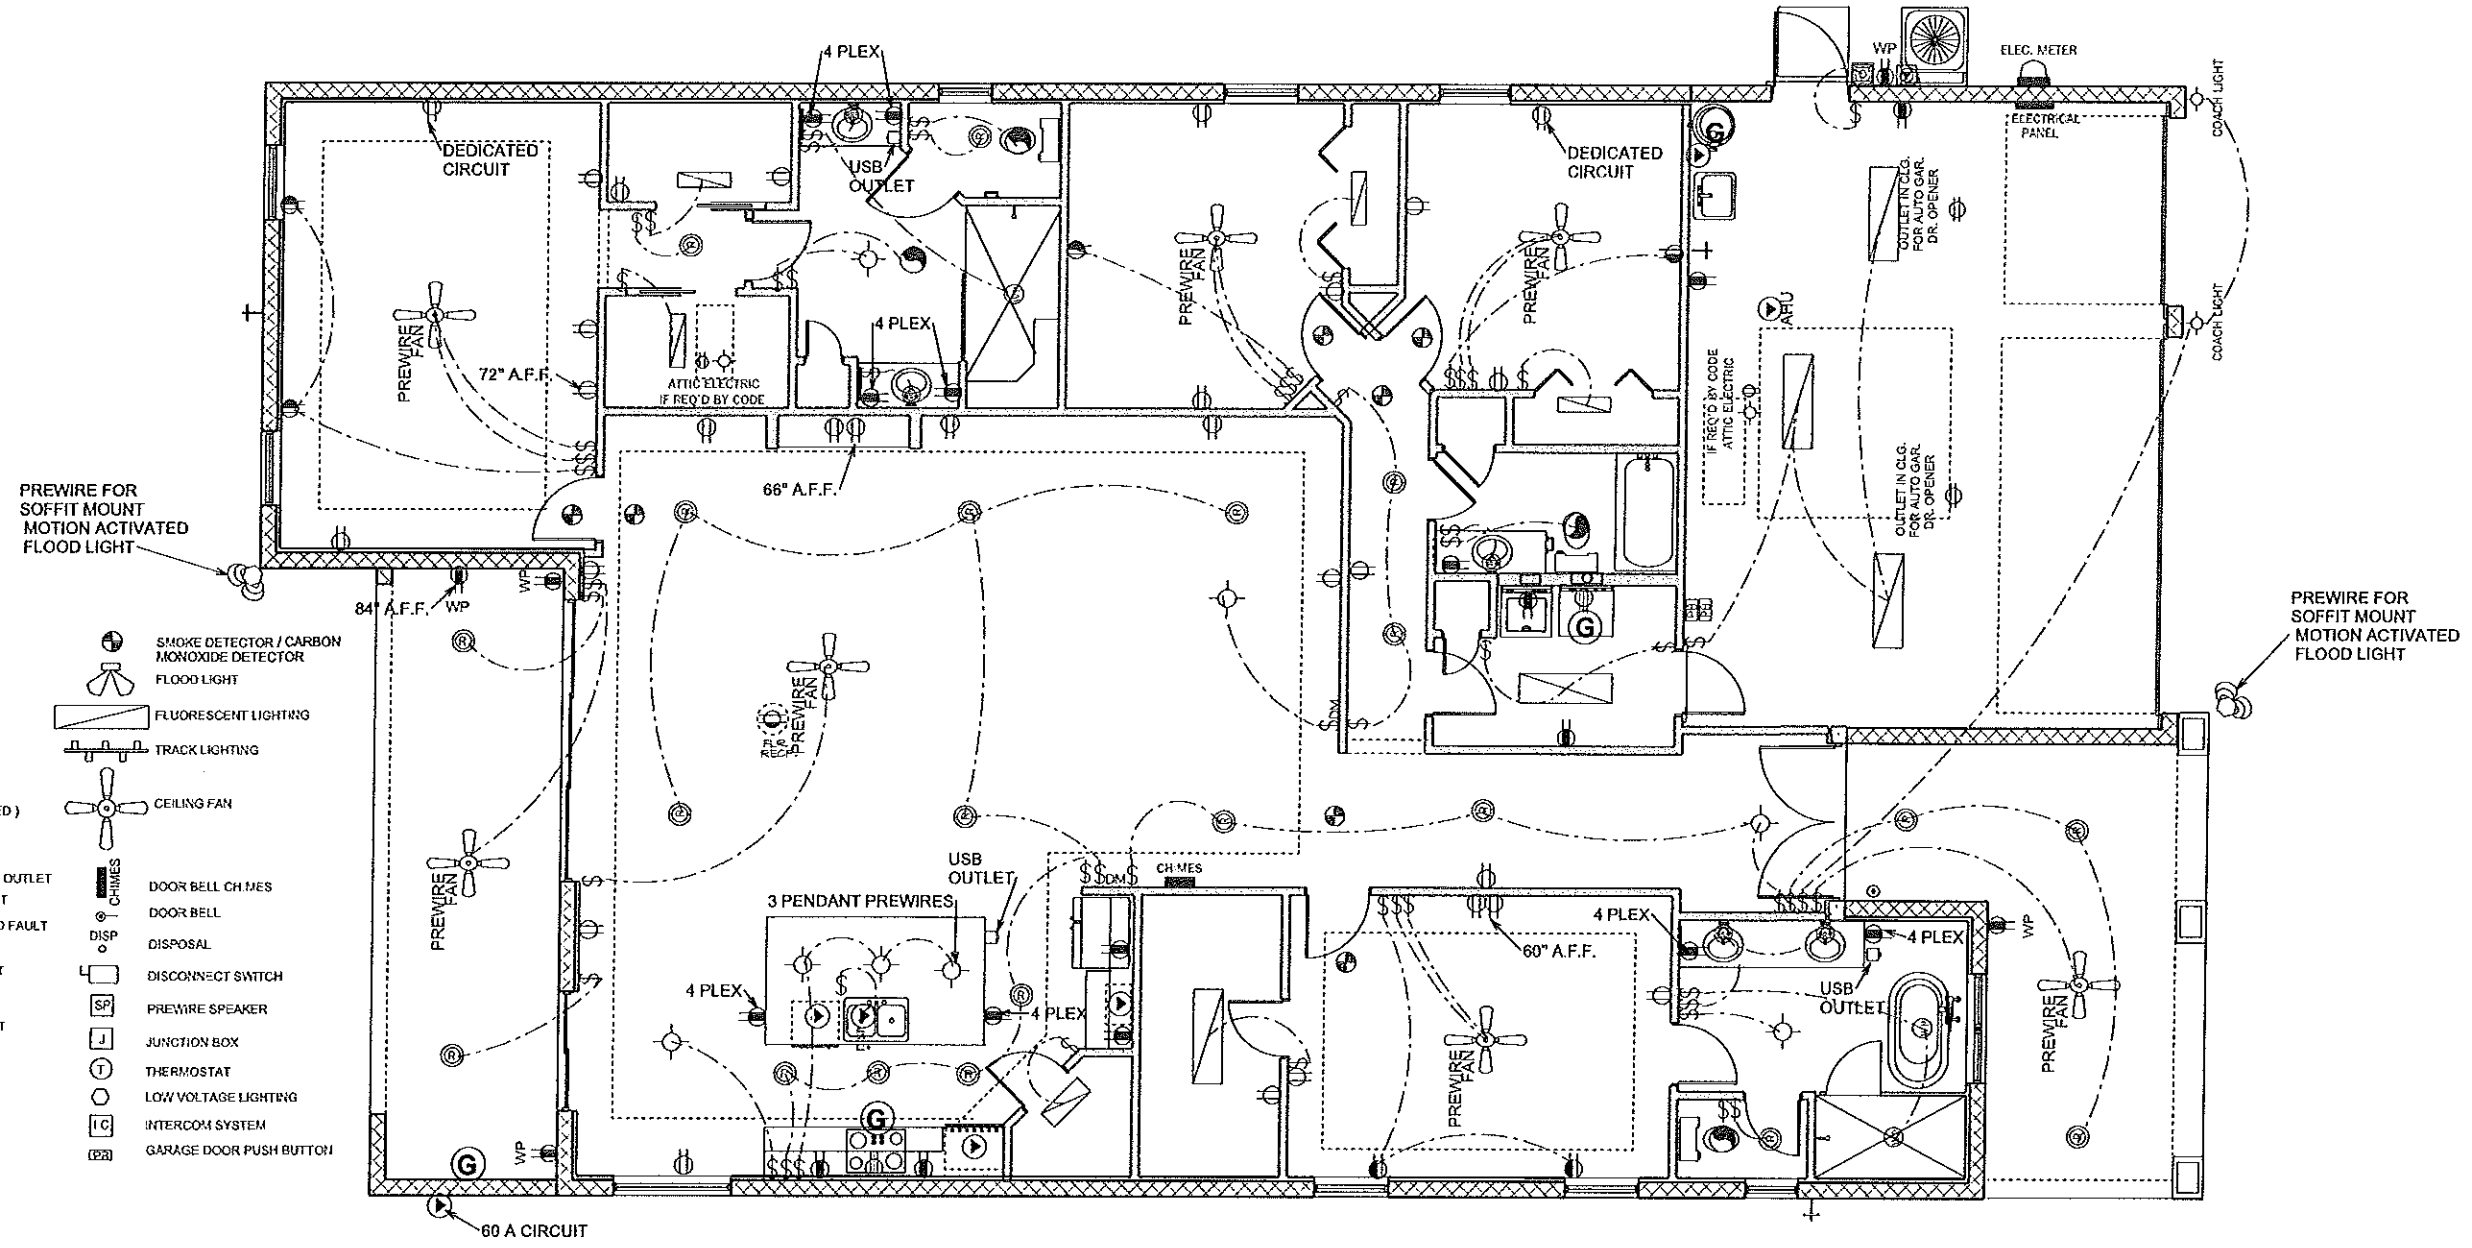 4 PLEX
WP
ELEC. METER
COACH LIGHT
ELECTRICAL
PANEL
DEDICATED
CIRCUIT
USB
OUTLET
G
DEDICATED
CIRCUIT
OUTLET IN CLG.
FOR AUTO GAR.
DR. OPENER
PREWIRE
FAN
PREWIRE
FAN
PREWIRE
FAN
AHU
COACH LIGHT
4 PLEX
72" A.F.F.
ATTIC ELECTRIC
IF REQ'D BY CODE
IF REQ'D BY CODE
ATTIC ELECTRIC
OUTLET IN CLG.
FOR AUTO GAR.
DR. OPENER
66" A.F.F.
PREWIRE FOR
SOFFIT MOUNT
MOTION ACTIVATED
FLOOD LIGHT
84" A.F.F.
WP
WP
PREWIRE FOR
SOFFIT MOUNT
MOTION ACTIVATED
FLOOD LIGHT
G
SMOKE DETECTOR / CARBON
MONOXIDE DETECTOR
FLOOD LIGHT
FLUORESCENT LIGHTING
TRACK LIGHTING
ED )
CEILING FAN
OUTLET
T
CHIMES
DOOR BELL CHIMES
DOOR BELL
D FAULT
DISP
DISPOSAL
T
DISCONNECT SWITCH
SP
PREWIRE SPEAKER
T
J
JUNCTION BOX
T
THERMOSTAT
LOW VOLTAGE LIGHTING
I C
INTERCOM SYSTEM
PB
GARAGE DOOR PUSH BUTTON
PREWIRE
FAN
DM
USB
OUTLET
DM
CHIMES
3 PENDANT PREWIRES
4 PLEX
4 PLEX
60" A.F.F.
4 PLEX
4 PLEX
WP
USB
OUTLET
PREWIRE
FAN
PREWIRE
FAN
PREWIRE
FAN
G
WP
G
60 A CIRCUIT